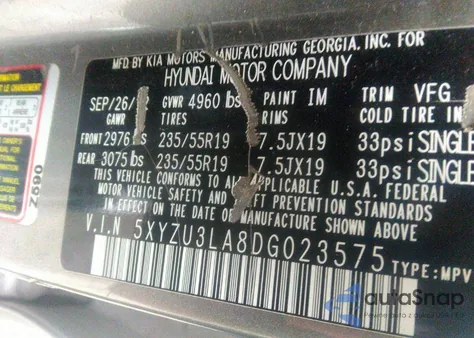 MFD. BY KIA MOTORS MANUFACTURING GEORGIA, INC. FOR
HYUNDAI MOTOR COMPANY
SEP/26/ GVWR 4960 lbs PAINT IM TRIM VFG
GAWR TIRES RIMS COLD TIRE
FRONT 2976 lbs 235/55R19 7.5JX19 33psi SINGLE
REAR 3075 lbs 235/55R19 7.5JX19 33psi SINGLE
THIS VEHICLE CONFORMS TO ALL APPLICABLE U.S.A. FEDERAL
MOTOR VEHICLE SAFETY AND THEFT PREVENTION STANDARDS
IN EFFECT ON THE DATE OF MANUFACTURE SHOWN ABOVE.
V.I.N 5XYZU3LA8DG023575 TYPE: MPV
Z690
autoSnap